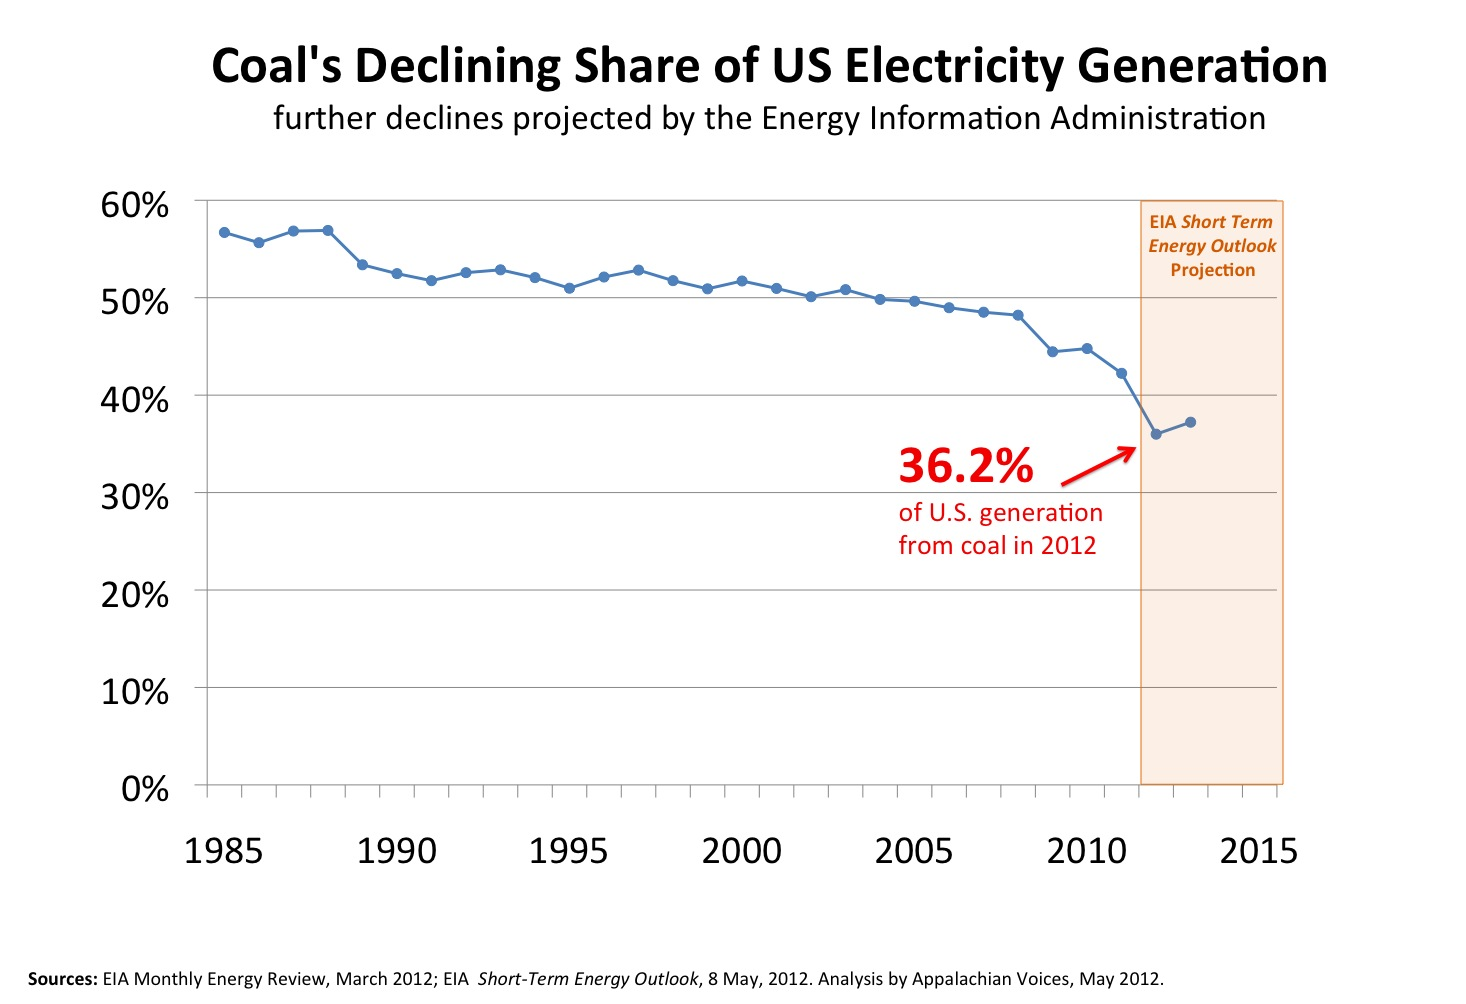 Coal's Declining Share of US Electricity Generation
further declines projected by the Energy Information Administration
60%
50%
40%
30%
20%
10%
0%
EIA Short Term
Energy Outlook
Projection
36.2%
of U.S. generation
from coal in 2012
1985 1990 1995 2000 2005 2010 2015
Sources: EIA Monthly Energy Review, March 2012; EIA Short-Term Energy Outlook, 8 May, 2012. Analysis by Appalachian Voices, May 2012.